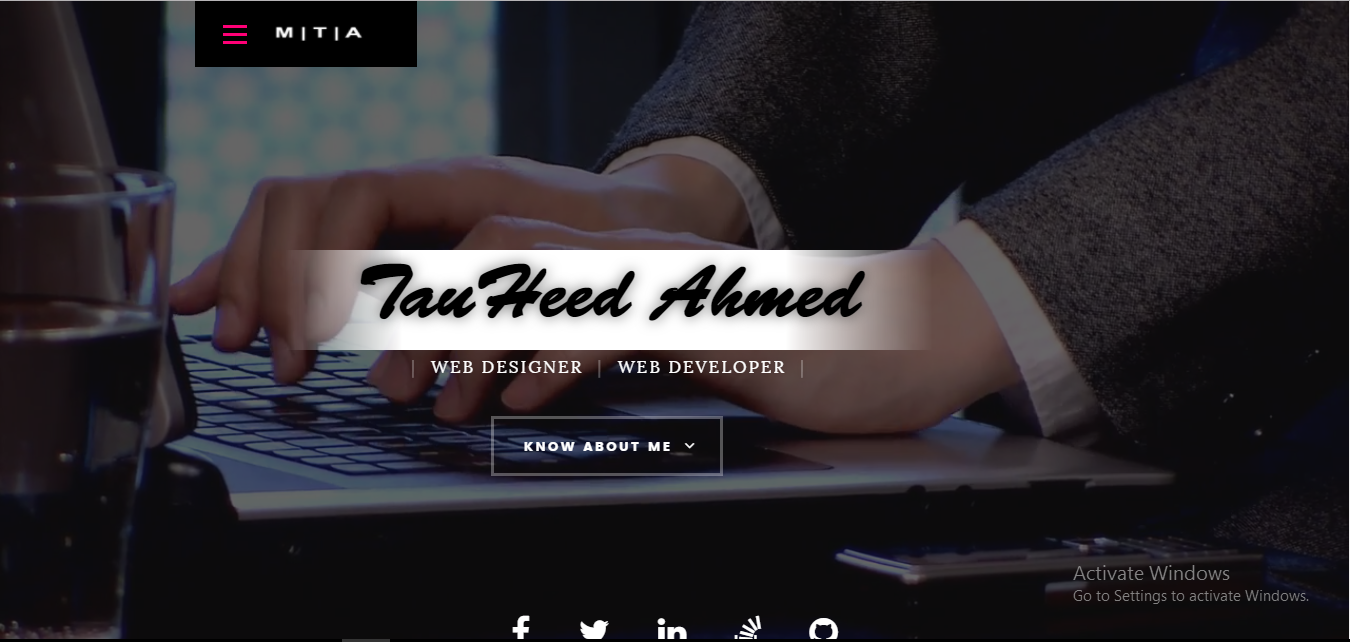 M|T|A
TauHeed Ahmed
| WEB DESIGNER | WEB DEVELOPER |
KNOW ABOUT ME
Activate Windows
Go to Settings to activate Windows.